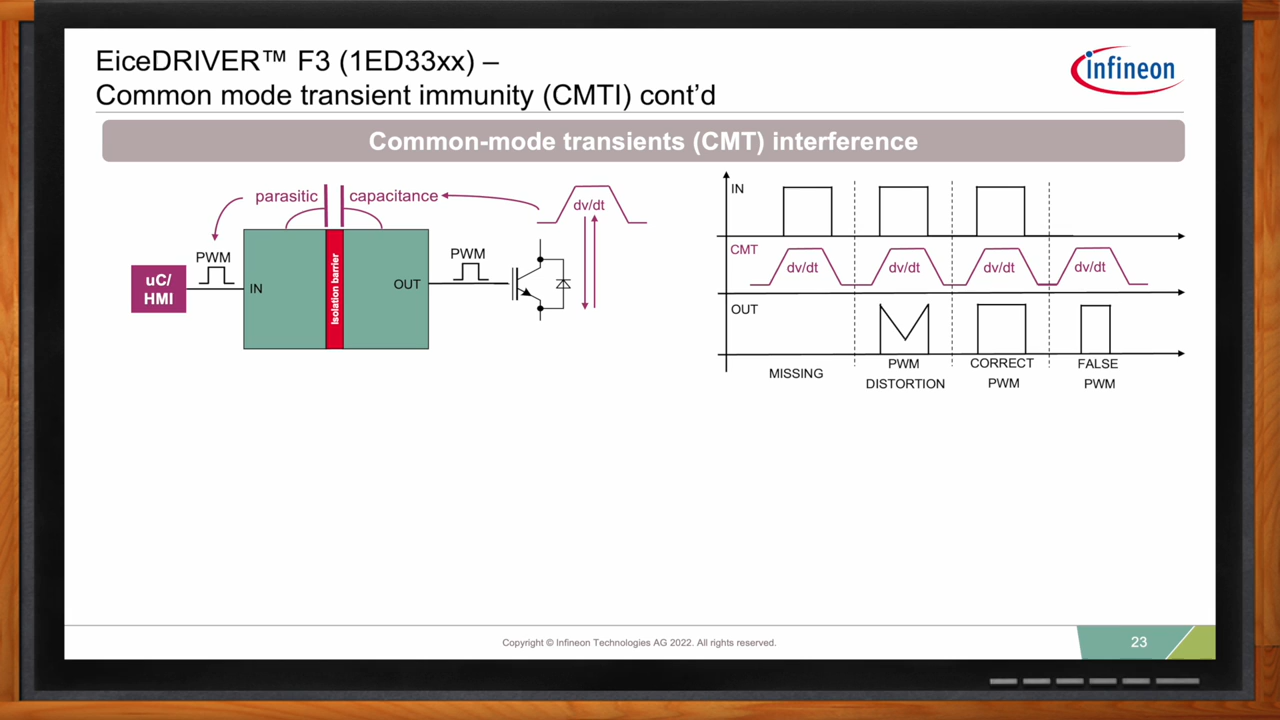 EiceDRIVER™ F3 (1ED33xx) –
Common mode transient immunity (CMTI) cont'd
infineon
Common-mode transients (CMT) interference
parasitic capacitance
dv/dt
PWM
PWM
uC/
HMI
IN
Isolation barrier
OUT
IN
CMT
dv/dt dv/dt dv/dt dv/dt
OUT
MISSING
PWM
DISTORTION
CORRECT
PWM
FALSE
PWM
Copyright © Infineon Technologies AG 2022. All rights reserved.
23